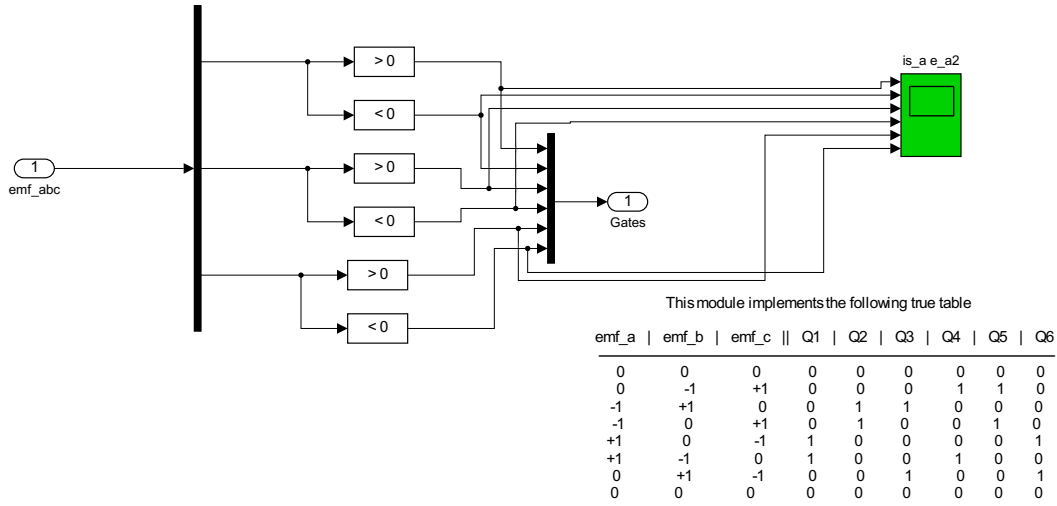 is_a e_a2
> 0
< 0
> 0
1
emf_abc
< 0
1
Gates
> 0
< 0
This module implements the following true table
emf_a | emf_b | emf_c || Q1 | Q2 | Q3 | Q4 | Q5 | Q6
0 0 0 0 0 0 0 0 0
0 -1 +1 0 0 0 1 1 0
-1 +1 0 0 1 1 0 0 0
-1 0 +1 0 1 0 0 1 0
+1 0 -1 1 0 0 0 0 1
+1 -1 0 1 0 0 1 0 0
0 +1 -1 0 0 1 0 0 1
0 0 0 0 0 0 0 0 0